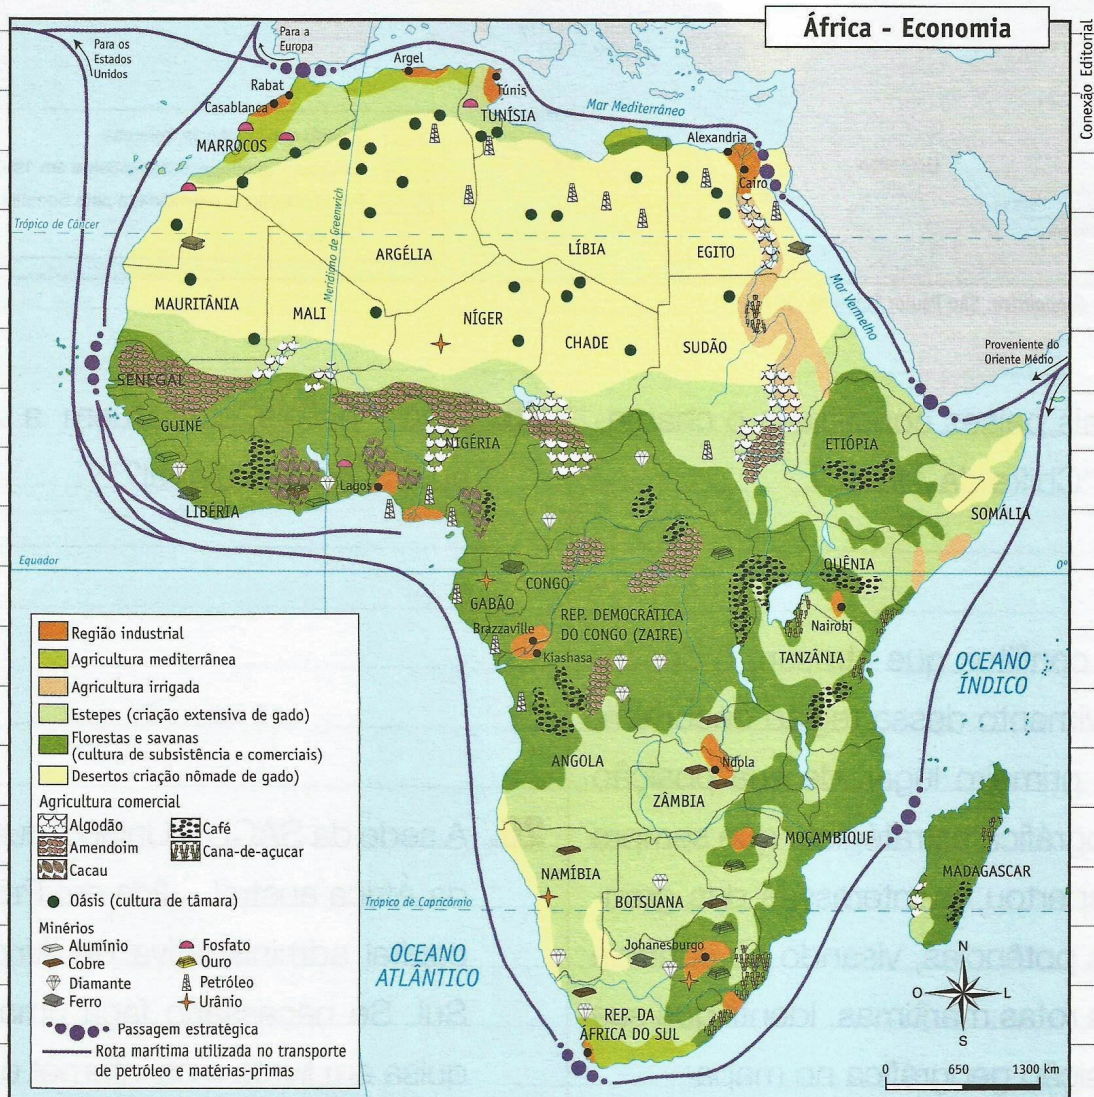 África - Economia
Conexão Editorial
Para os
Estados
Unidos
Para a
Europa
Argel
Túnis
Rabat
Casablanca
TUNÍSIA
MARROCOS
Mar Mediterrâneo
Alexandria
Cairo
Trópico de Câncer
Meridiano de Greenwich
ARGÉLIA
LÍBIA
EGITO
Mar Vermelho
MAURITÂNIA
MALI
NÍGER
CHADE
SUDÃO
Proveniente do
Oriente Médio
SENEGAL
GUINÉ
NIGÉRIA
ETIÓPIA
Lagos
LIBÉRIA
SOMÁLIA
Equador
0º
CONGO
QUÊNIA
GABÃO
REP. DEMOCRÁTICA
DO CONGO (ZAIRE)
Brazzaville
Kiashasa
Nairobi
TANZÂNIA
OCEANO
ÍNDICO
ANGOLA
Ndola
ZÂMBIA
MOÇAMBIQUE
NAMÍBIA
MADAGASCAR
BOTSUANA
Trópico de Capricórnio
Johanesburgo
OCEANO
ATLÂNTICO
REP. DA
ÁFRICA DO SUL
N
O
L
S
0 650 1300 km
Região industrial
Agricultura mediterrânea
Agricultura irrigada
Estepes (criação extensiva de gado)
Florestas e savanas
(cultura de subsistência e comerciais)
Desertos criação nômade de gado)
Agricultura comercial
Algodão
Café
Amendoim
Cana-de-açucar
Cacau
Oásis (cultura de tâmara)
Minérios
Alumínio
Fosfato
Cobre
Ouro
Diamante
Petróleo
Ferro
Urânio
Passagem estratégica
Rota marítima utilizada no transporte
de petróleo e matérias-primas